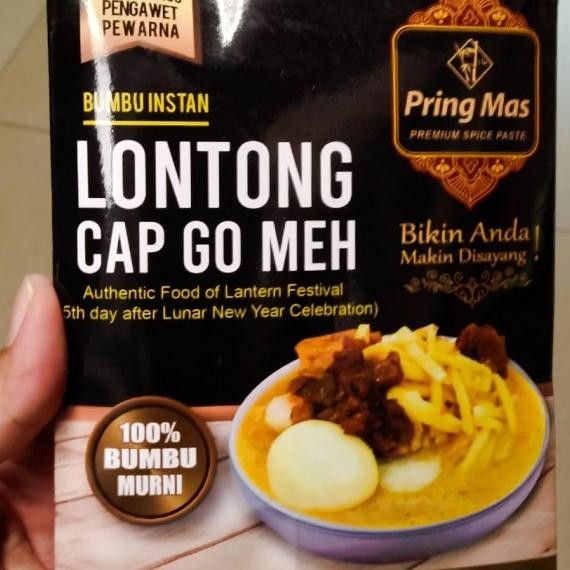 PENGAWET
PEWARNA
BUMBU INSTAN
LONTONG
CAP GO MEH
Authentic Food of Lantern Festival
5th day after Lunar New Year Celebration)
Pring Mas
PREMIUM SPICE PASTE
Bikin Anda
Makin Disayang !
100%
BUMBU
MURNI